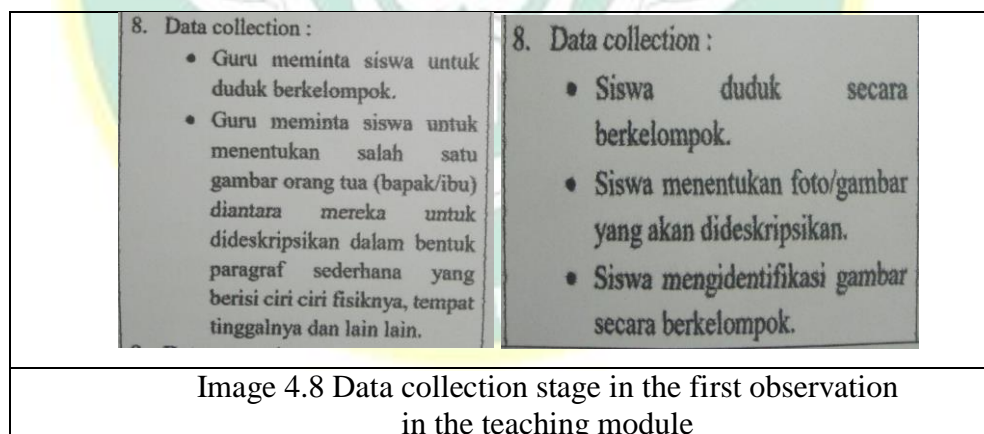 8. Data collection :
• Guru meminta siswa untuk
duduk berkelompok.
• Guru meminta siswa untuk
menentukan salah satu
gambar orang tua (bapak/ibu)
diantara mereka untuk
dideskripsikan dalam bentuk
paragraf sederhana yang
berisi ciri ciri fisiknya, tempat
tinggalnya dan lain lain.
8. Data collection :
• Siswa duduk secara
berkelompok.
• Siswa menentukan foto/gambar
yang akan dideskripsikan.
• Siswa mengidentifikasi gambar
secara berkelompok.
Image 4.8 Data collection stage in the first observation
in the teaching module